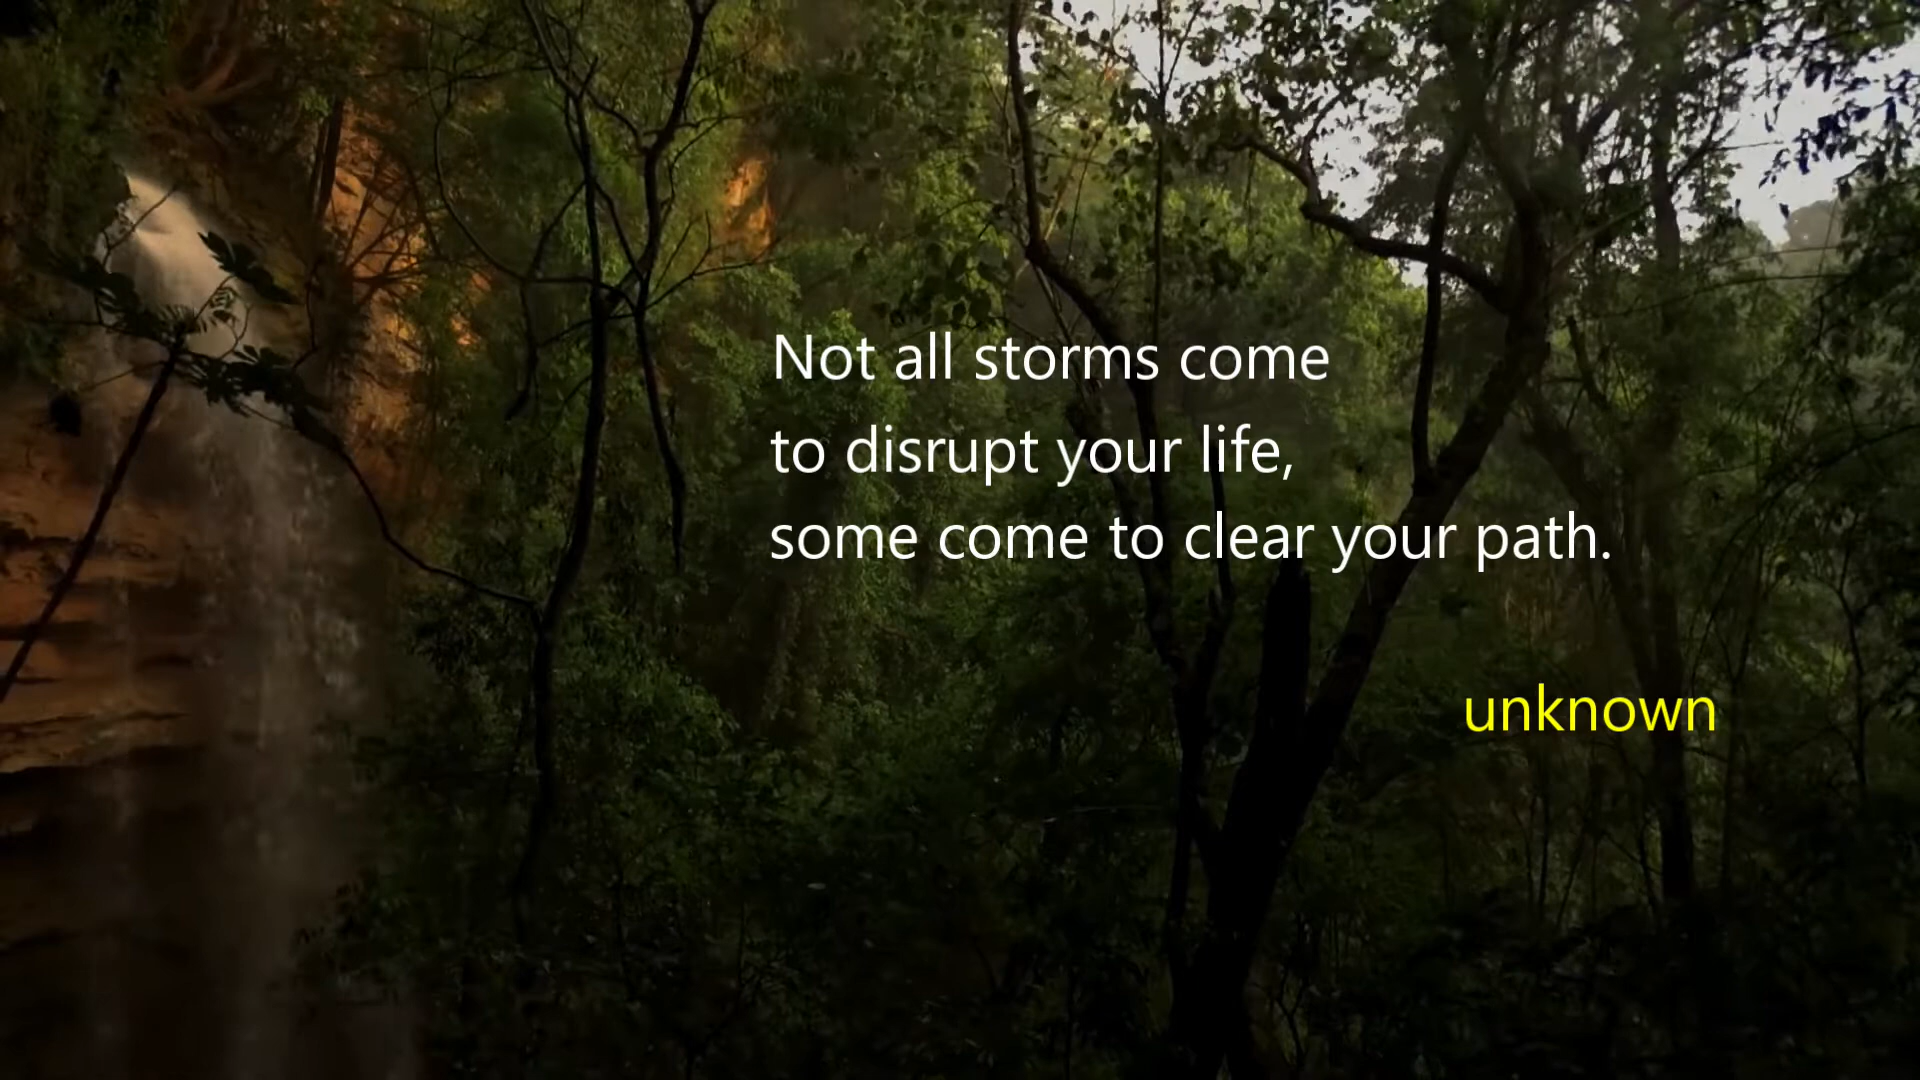 Not all storms come
to disrupt your life,
some come to clear your path.
unknown